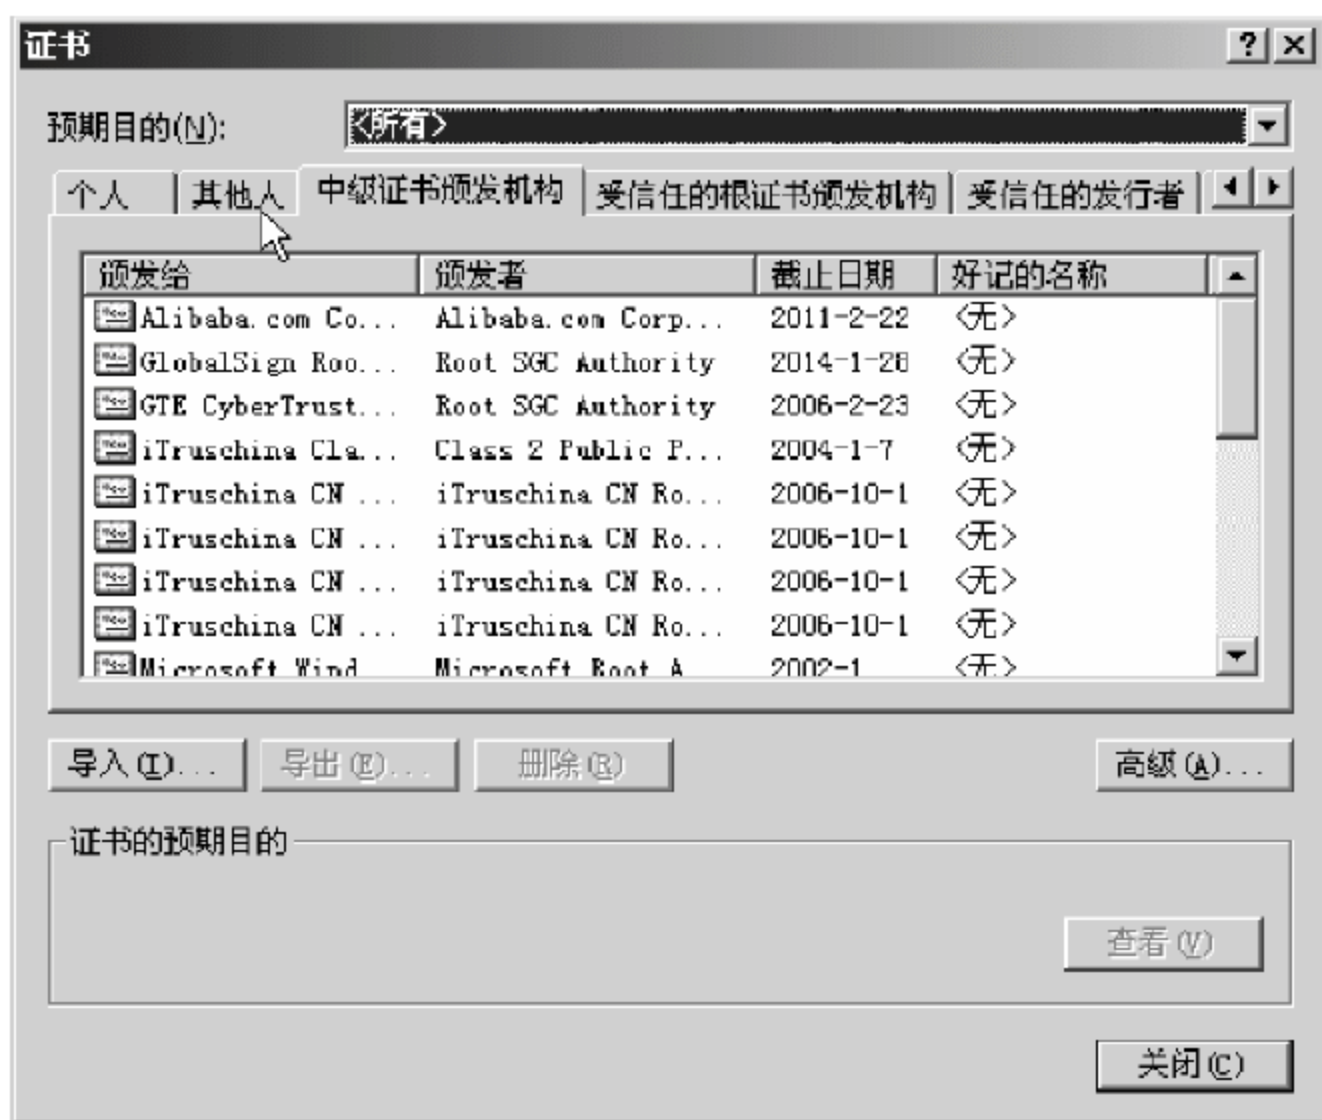 证书
预期目的(N): <所有>
个人 其他人 中级证书颁发机构 受信任的根证书颁发机构 受信任的发行者
颁发给 颁发者 截止日期 好记的名称
Alibaba.com Co... Alibaba.com Corp... 2011-2-22 <无>
GlobalSign Roo... Root SGC Authority 2014-1-28 <无>
GTE CyberTrust... Root SGC Authority 2006-2-23 <无>
iTruschina Cla... Class 2 Public P... 2004-1-7 <无>
iTruschina CN ... iTruschina CN Ro... 2006-10-1 <无>
iTruschina CN ... iTruschina CN Ro... 2006-10-1 <无>
iTruschina CN ... iTruschina CN Ro... 2006-10-1 <无>
iTruschina CN ... iTruschina CN Ro... 2006-10-1 <无>
Microsoft Wind Microsoft Root A 2002-1 <无>
导入(I)... 导出(E)... 删除(R) 高级(A)...
证书的预期目的
查看(V)
关闭(C)